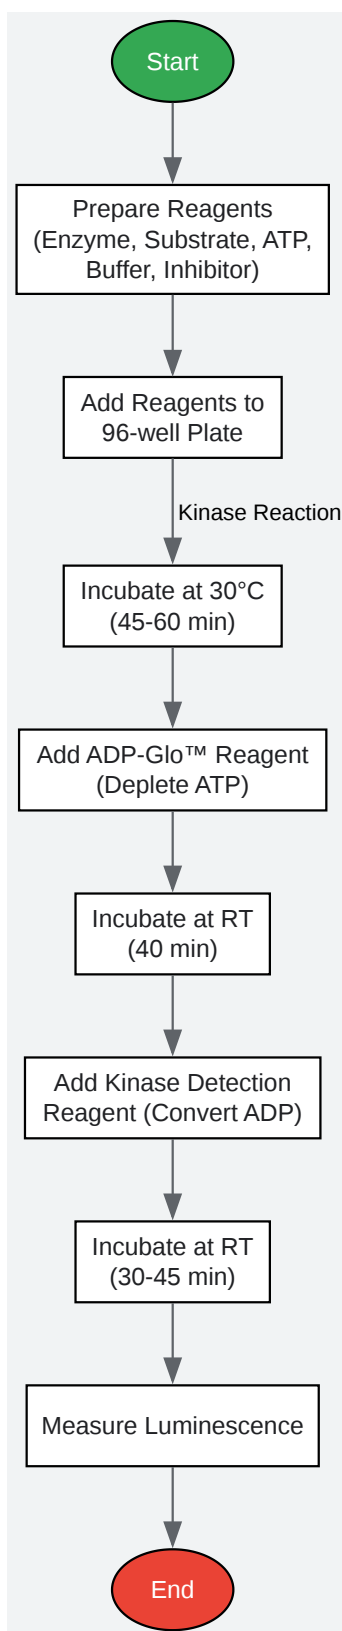 Start
Prepare Reagents
(Enzyme, Substrate, ATP,
Buffer, Inhibitor)
Add Reagents to
96-well Plate
Kinase Reaction
Incubate at 30°C
(45-60 min)
Add ADP-Glo™ Reagent
(Deplete ATP)
Incubate at RT
(40 min)
Add Kinase Detection
Reagent (Convert ADP)
Incubate at RT
(30-45 min)
Measure Luminescence
End